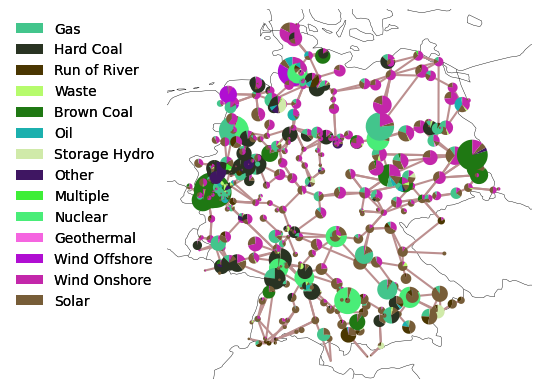 Gas
Hard Coal
Run of River
Waste
Brown Coal
Oil
Storage Hydro
Other
Multiple
Nuclear
Geothermal
Wind Offshore
Wind Onshore
Solar